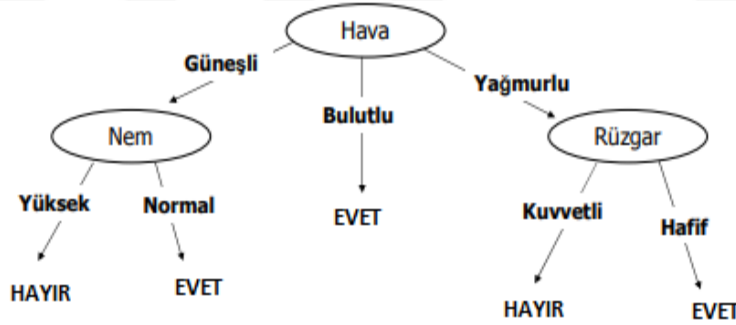 Hava
Güneşli
Bulutlu
Yağmurlu
Nem
Rüzgar
Yüksek
Normal
EVET
Kuvvetli
Hafif
HAYIR
EVET
HAYIR
EVET